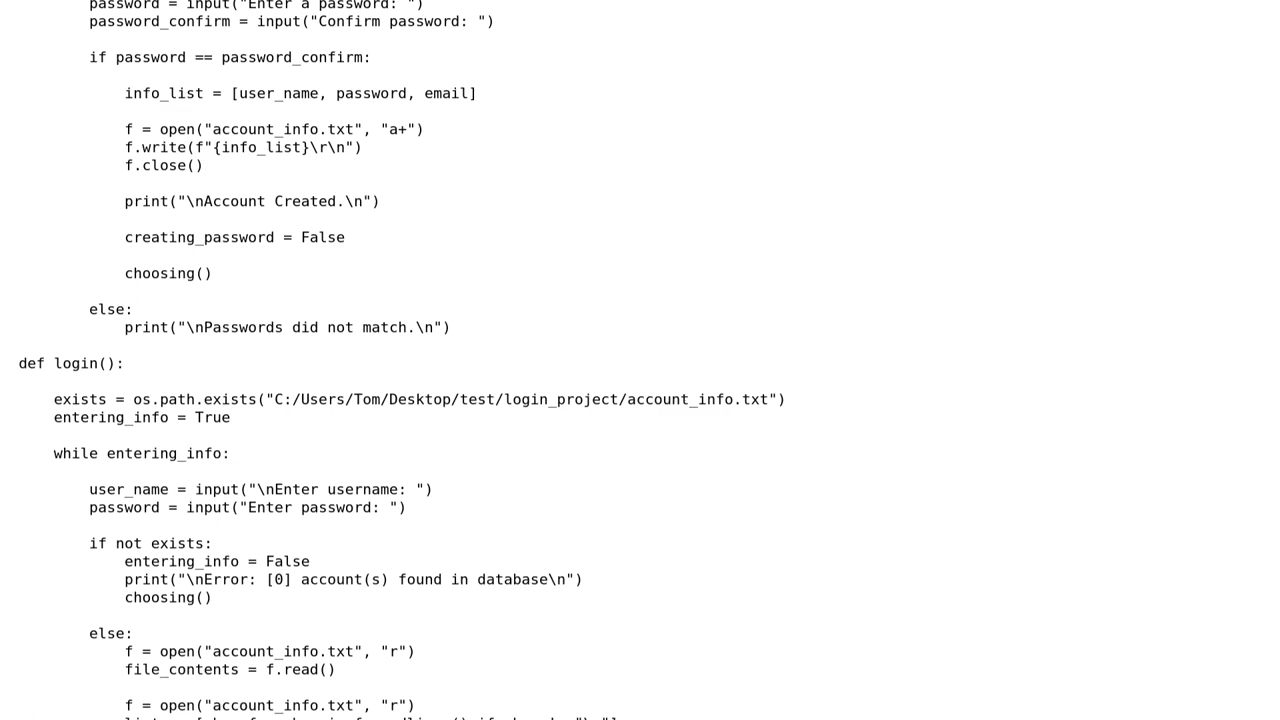 password = input("Enter a password: ")
password_confirm = input("Confirm password: ")
if password == password_confirm:
info_list = [user_name, password, email]
f = open("account_info.txt", "a+")
f.write(f"{info_list}\r\n")
f.close()
print("\nAccount Created.\n")
creating_password = False
choosing()
else:
print("\nPasswords did not match.\n")
def login():
exists = os.path.exists("C:/Users/Tom/Desktop/test/login_project/account_info.txt")
entering_info = True
while entering_info:
user_name = input("\nEnter username: ")
password = input("Enter password: ")
if not exists:
entering_info = False
print("\nError: [0] account(s) found in database\n")
choosing()
else:
f = open("account_info.txt", "r")
file_contents = f.read()
f = open("account_info.txt", "r")